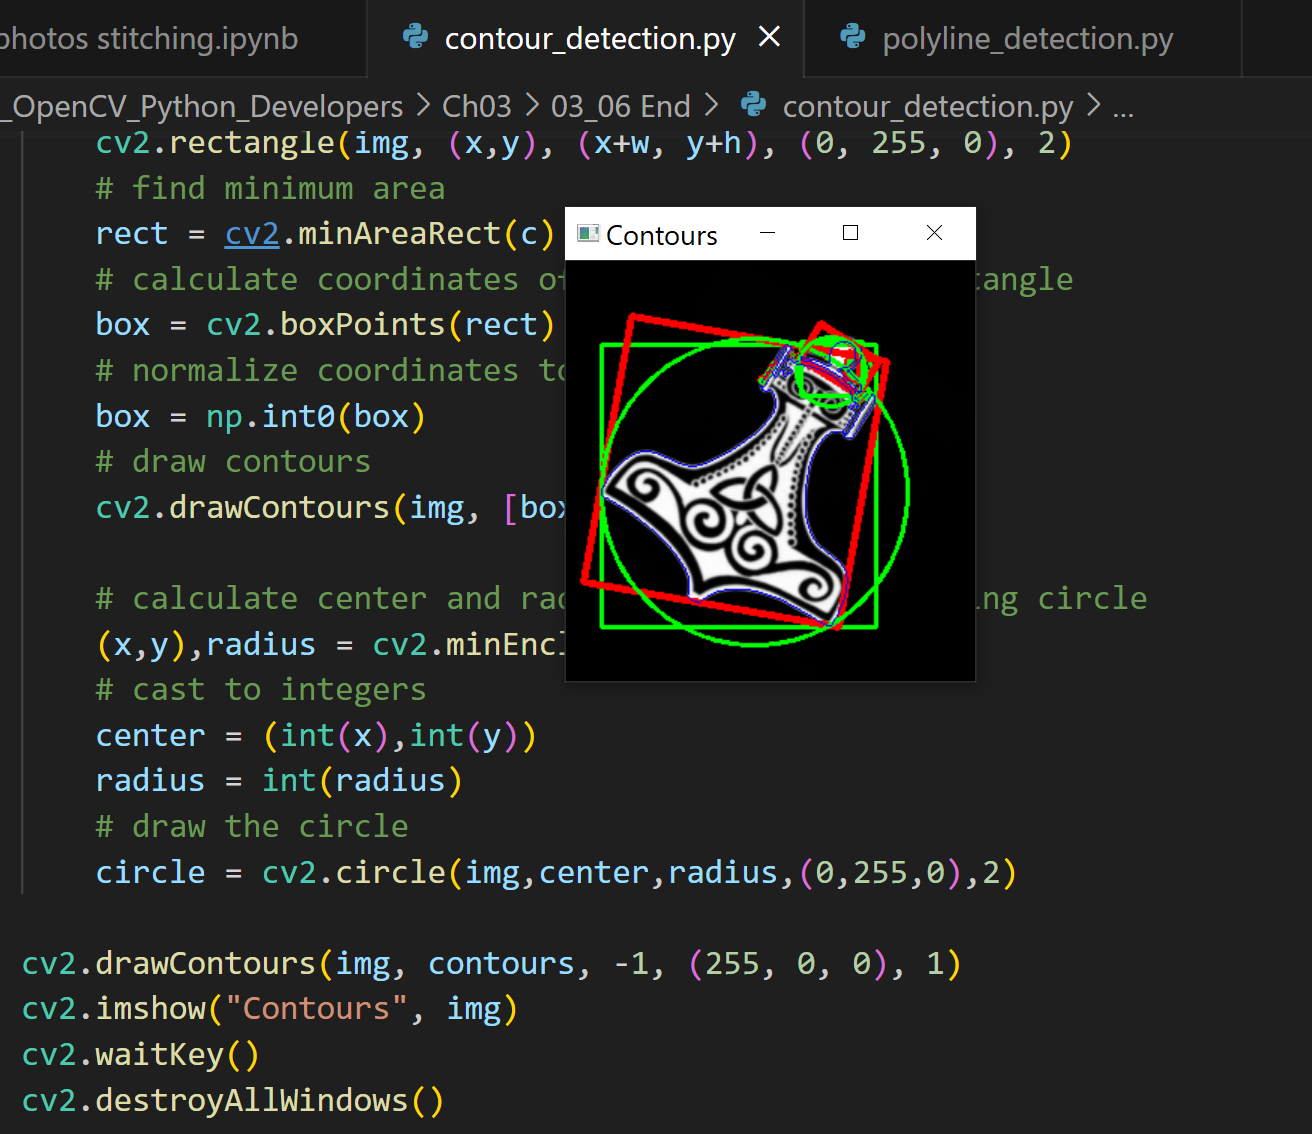 photos stitching.ipynb contour_detection.py polyline_detection.py
_OpenCV_Python_Developers > Ch03 > 03_06 End > contour_detection.py > ...
cv2.rectangle(img, (x,y), (x+w, y+h), (0, 255, 0), 2)
# find minimum area
rect = cv2.minAreaRect(c)
Contours
# calculate coordinates of
tangle
box = cv2.boxPoints(rect)
# normalize coordinates to
box = np.int0(box)
# draw contours
cv2.drawContours(img, [box
# calculate center and rad
ng circle
(x,y),radius = cv2.minEncl
# cast to integers
center = (int(x),int(y))
radius = int(radius)
# draw the circle
circle = cv2.circle(img,center,radius,(0,255,0),2)
cv2.drawContours(img, contours, -1, (255, 0, 0), 1)
cv2.imshow("Contours", img)
cv2.waitKey()
cv2.destroyAllWindows()